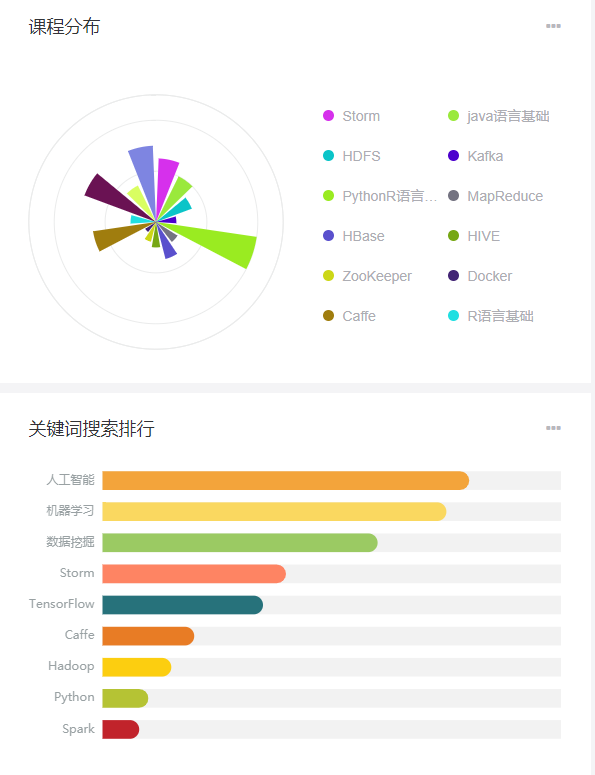 课程分布
Storm
java语言基础
HDFS
Kafka
PythonR语言...
MapReduce
HBase
HIVE
ZooKeeper
Docker
Caffe
R语言基础
关键词搜索排行
人工智能
机器学习
数据挖掘
Storm
TensorFlow
Caffe
Hadoop
Python
Spark